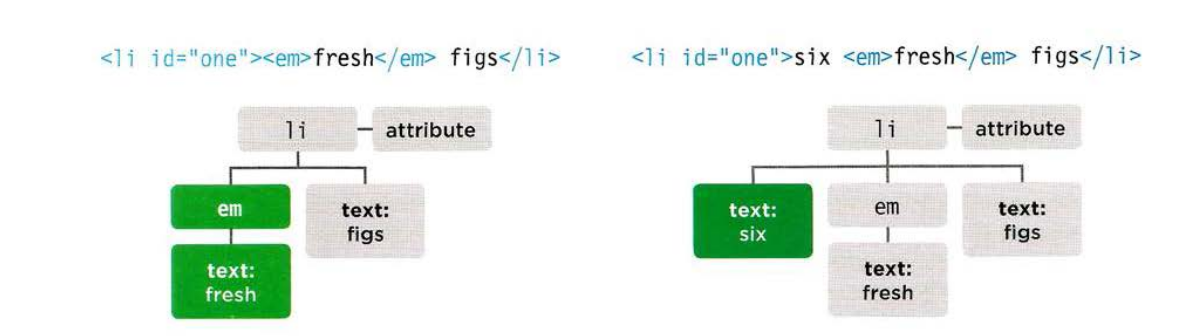 <li id="one"><em>fresh</em> figs</li>
li
attribute
em
text:
figs
text:
fresh
<li id="one">six <em>fresh</em> figs</li>
li
attribute
text:
six
em
text:
figs
text:
fresh